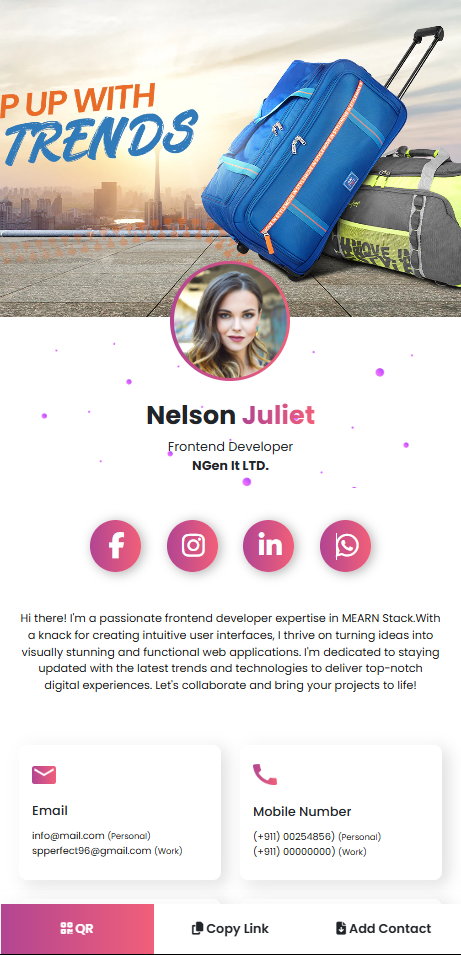 P UP WITH
TRENDS
Nelson Juliet
Frontend Developer
NGen It LTD.
Hi there! I'm a passionate frontend developer expertise in MEARN Stack.With
a knack for creating intuitive user interfaces, I thrive on turning ideas into
visually stunning and functional web applications. I'm dedicated to staying
updated with the latest trends and technologies to deliver top-notch
digital experiences. Let's collaborate and bring your projects to life!
Email
info@mail.com (Personal)
spperfect96@gmail.com (Work)
Mobile Number
(+911) 00254856) (Personal)
(+911) 00000000) (Work)
QR
Copy Link
Add Contact